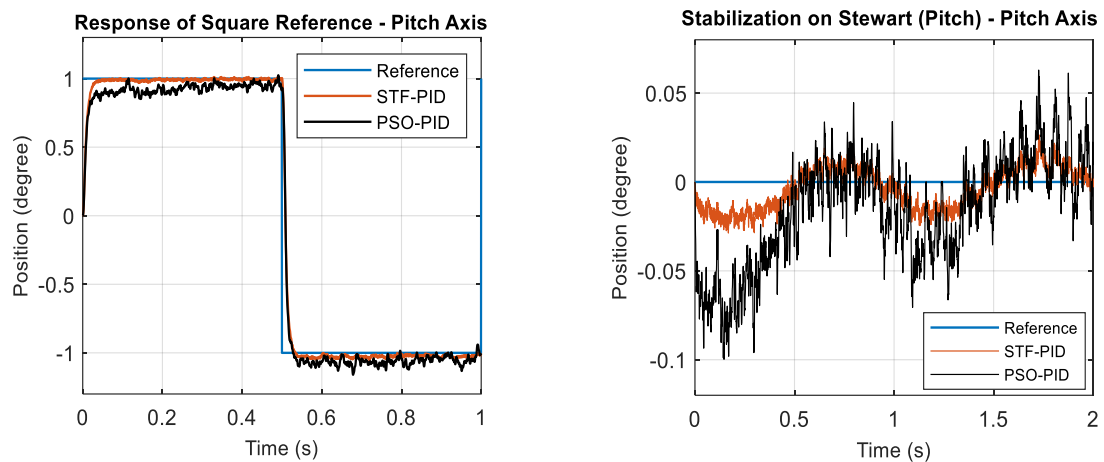 Response of Square Reference - Pitch Axis
Position (degree)
1
0.5
0
-0.5
-1
Reference
STF-PID
PSO-PID
0 0.2 0.4 0.6 0.8 1
Time (s)
Stabilization on Stewart (Pitch) - Pitch Axis
Position (degree)
0.05
0
-0.05
-0.1
Reference
STF-PID
PSO-PID
0 0.5 1 1.5 2
Time (s)